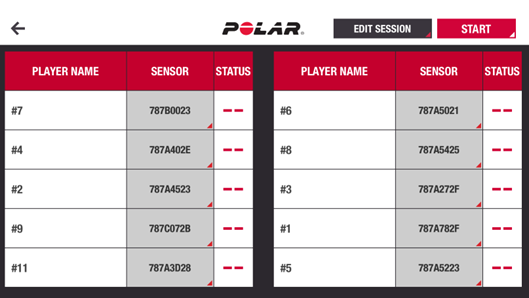 POLAR
EDIT SESSION
START
PLAYER NAME SENSOR STATUS
#7 787B0023 --
#4 787A402E --
#2 787A4523 --
#9 787C072B --
#11 787A3D28 --
PLAYER NAME SENSOR STATUS
#6 787A5021 --
#8 787A5425 --
#3 787A272F --
#1 787A782F --
#5 787A5223 --